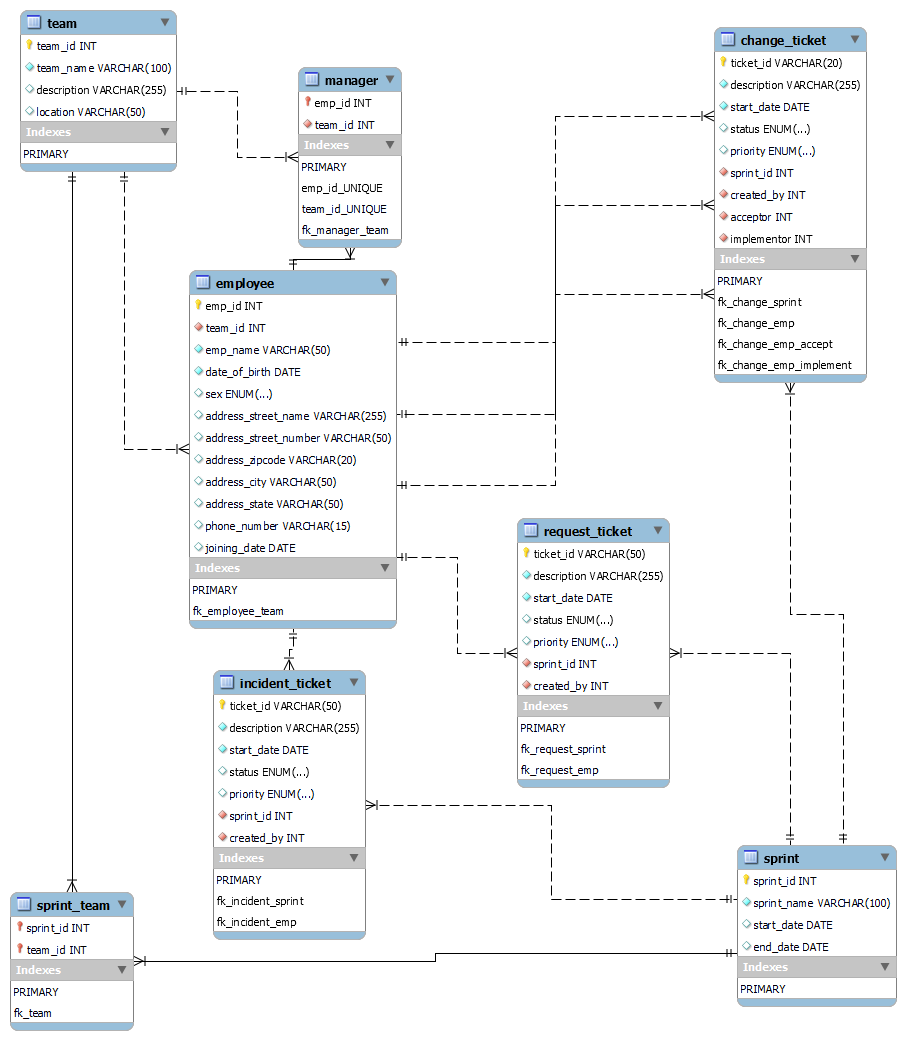 team
team_id INT
team_name VARCHAR(100)
description VARCHAR(255)
location VARCHAR(50)
Indexes
PRIMARY
manager
emp_id INT
team_id INT
Indexes
PRIMARY
emp_id_UNIQUE
team_id_UNIQUE
fk_manager_team
change_ticket
ticket_id VARCHAR(20)
description VARCHAR(255)
start_date DATE
status ENUM(...)
priority ENUM(...)
sprint_id INT
created_by INT
acceptor INT
implementor INT
Indexes
PRIMARY
fk_change_sprint
fk_change_emp
fk_change_emp_accept
fk_change_emp_implement
employee
emp_id INT
team_id INT
emp_name VARCHAR(50)
date_of_birth DATE
sex ENUM(...)
address_street_name VARCHAR(255)
address_street_number VARCHAR(50)
address_zipcode VARCHAR(20)
address_city VARCHAR(50)
address_state VARCHAR(50)
phone_number VARCHAR(15)
joining_date DATE
Indexes
PRIMARY
fk_employee_team
request_ticket
ticket_id VARCHAR(50)
description VARCHAR(255)
start_date DATE
status ENUM(...)
priority ENUM(...)
sprint_id INT
created_by INT
Indexes
PRIMARY
fk_request_sprint
fk_request_emp
incident_ticket
ticket_id VARCHAR(50)
description VARCHAR(255)
start_date DATE
status ENUM(...)
priority ENUM(...)
sprint_id INT
created_by INT
Indexes
PRIMARY
fk_incident_sprint
fk_incident_emp
sprint
sprint_id INT
sprint_name VARCHAR(100)
start_date DATE
end_date DATE
Indexes
PRIMARY
sprint_team
sprint_id INT
team_id INT
Indexes
PRIMARY
fk_team